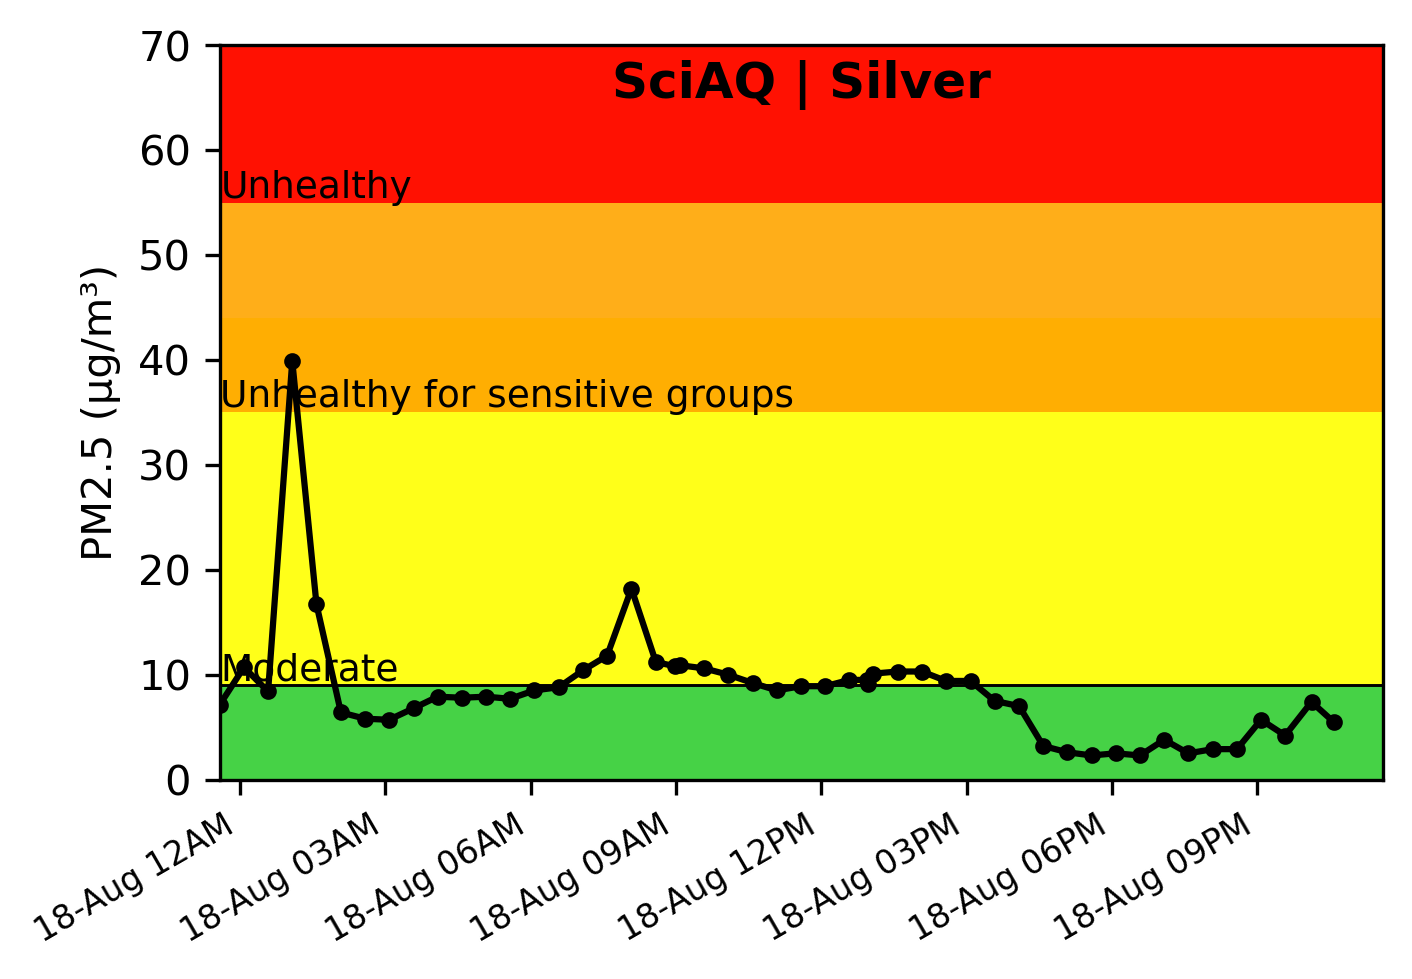 SciAQ | Silver
70
60
50
40
30
20
10
0
PM2.5 (µg/m³)
Unhealthy
Unhealthy for sensitive groups
Moderate
18-Aug 12AM
18-Aug 03AM
18-Aug 06AM
18-Aug 09AM
18-Aug 12PM
18-Aug 03PM
18-Aug 06PM
18-Aug 09PM